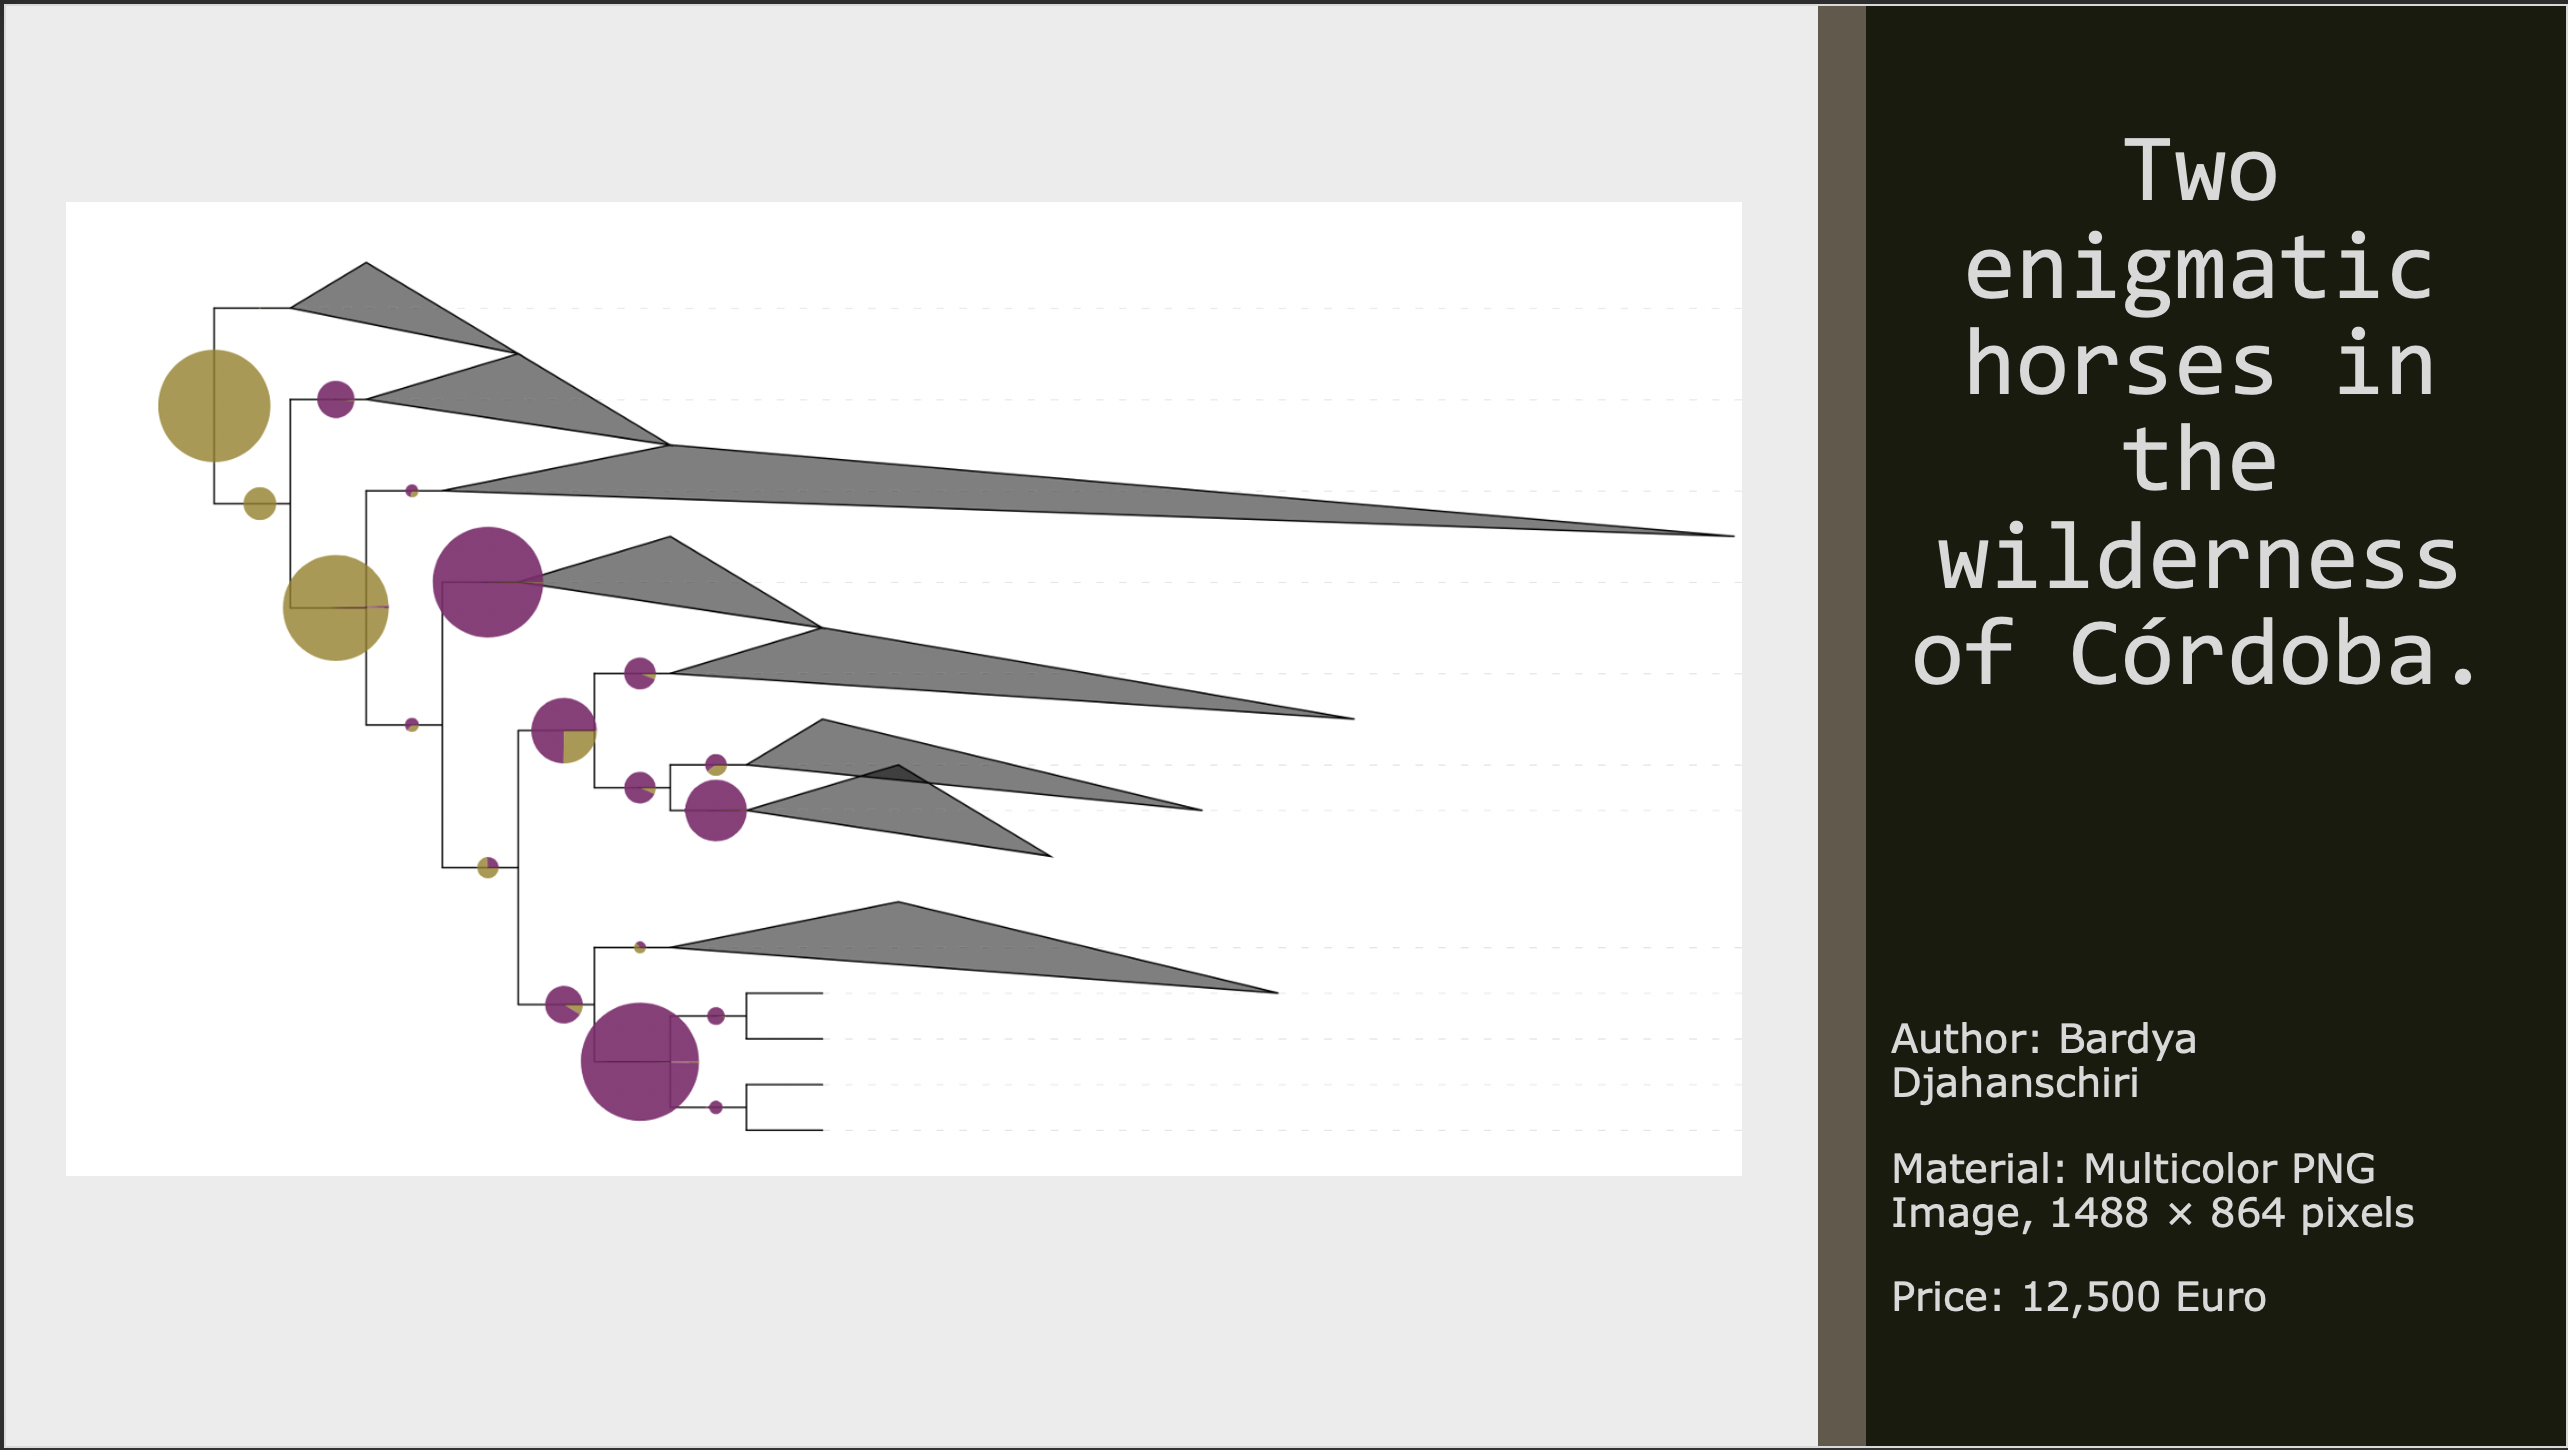 Two
enigmatic
horses in
the
wilderness
of Córdoba.
Author: Bardya
Djahanschiri
Material: Multicolor PNG
Image, 1488 × 864 pixels
Price: 12,500 Euro